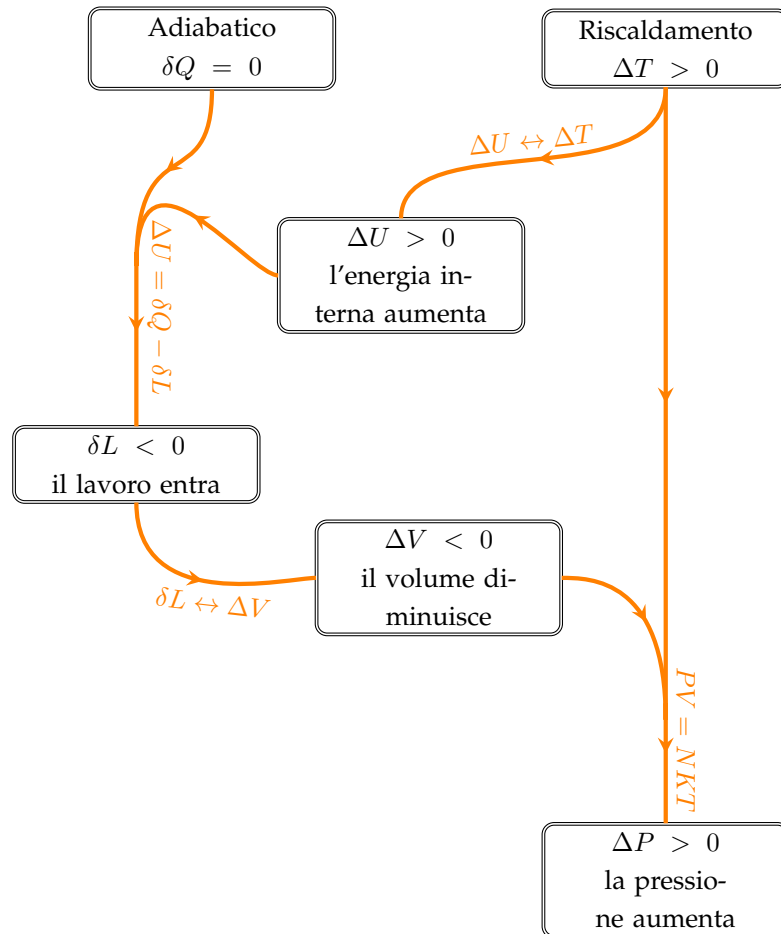 Adiabatico
δQ = 0
Riscaldamento
ΔT > 0
ΔU ↔ ΔT
ΔU > 0
l'energia in-
terna aumenta
ΔU = δQ − δL
δL < 0
il lavoro entra
δL ↔ ΔV
ΔV < 0
il volume di-
minuisce
PV = NKT
ΔP > 0
la pressio-
ne aumenta